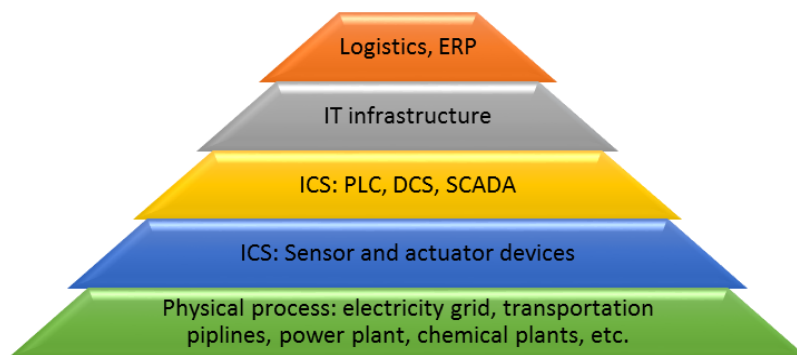 Logistics, ERP
IT infrastructure
ICS: PLC, DCS, SCADA
ICS: Sensor and actuator devices
Physical process: electricity grid, transportation
piplines, power plant, chemical plants, etc.